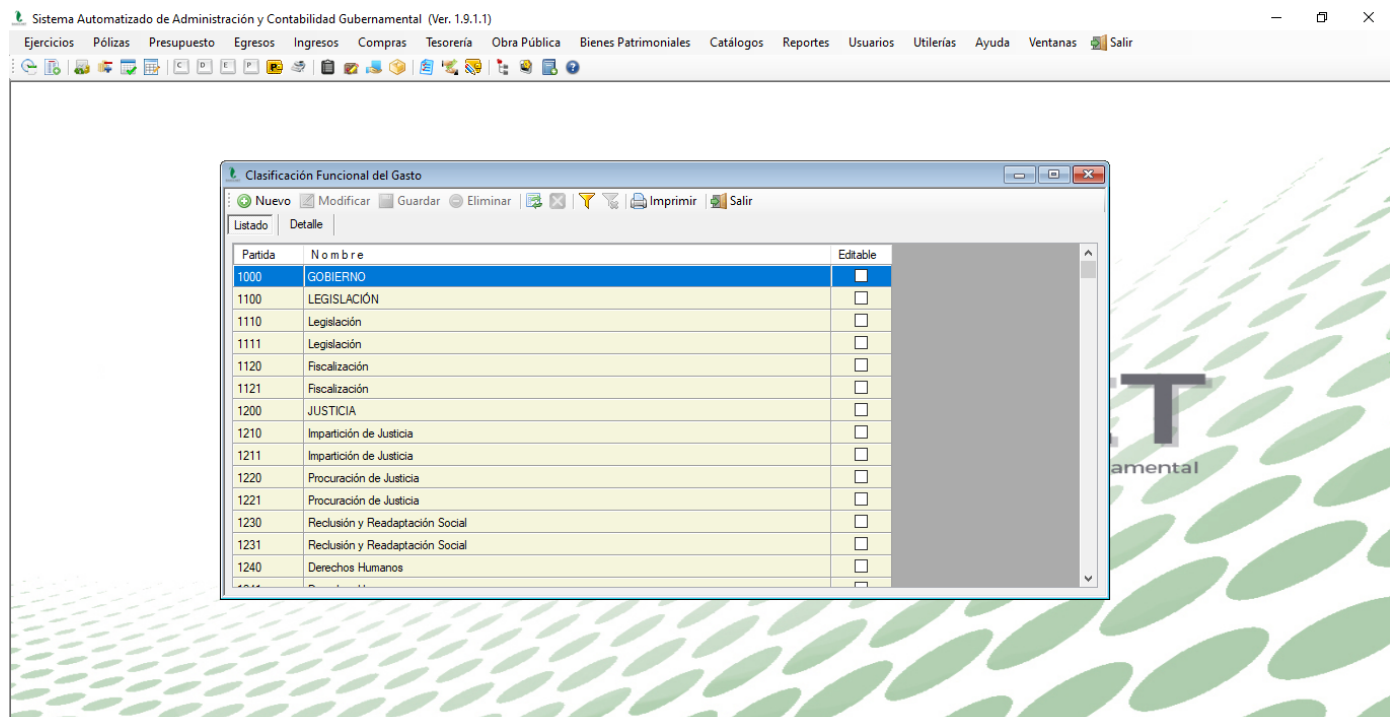 Sistema Automatizado de Administración y Contabilidad Gubernamental (Ver. 1.9.1.1)
Ejercicios Pólizas Presupuesto Egresos Ingresos Compras Tesorería Obra Pública Bienes Patrimoniales Catálogos Reportes Usuarios Utilerías Ayuda Ventanas Salir
C D E P
Clasificación Funcional del Gasto
Nuevo Modificar Guardar Eliminar Imprimir Salir
Listado Detalle
Partida Nombre Editable
1000 GOBIERNO
1100 LEGISLACIÓN
1110 Legislación
1111 Legislación
1120 Fiscalización
1121 Fiscalización
1200 JUSTICIA
1210 Impartición de Justicia
1211 Impartición de Justicia
1220 Procuración de Justicia
1221 Procuración de Justicia
1230 Reclusión y Readaptación Social
1231 Reclusión y Readaptación Social
1240 Derechos Humanos
T
amental